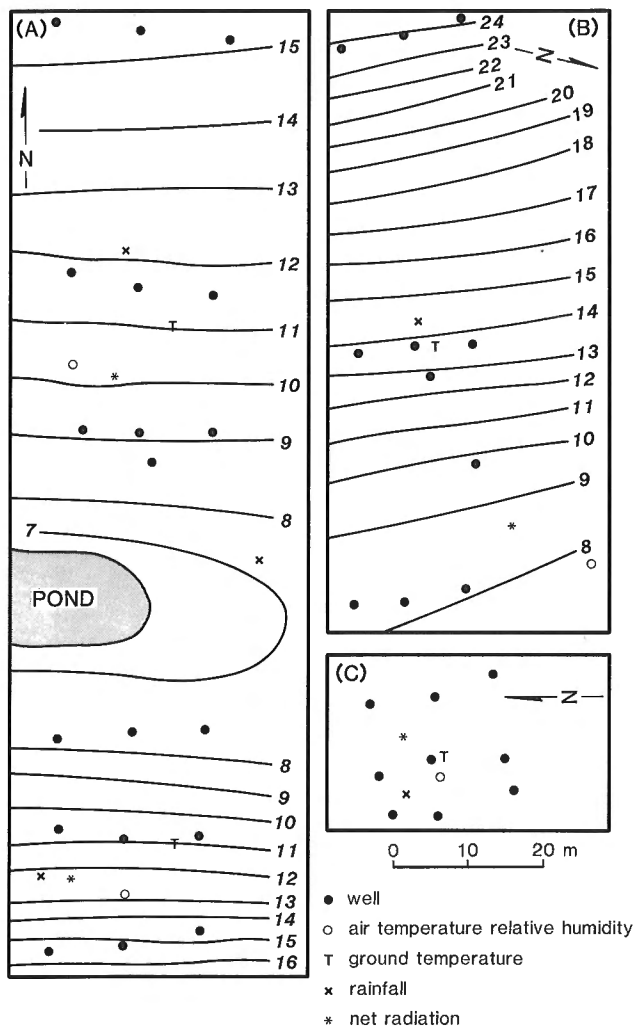 (A)
15
14
N
13
12
11
10
9
8
7
POND
8
9
10
11
T
12
13
14
15
16
(B)
24
23
N
22
21
20
19
18
17
16
15
14
T
13
12
11
10
9
8
(C)
N
T
0 20 m
well
air temperature relative humidity
T ground temperature
x rainfall
* net radiation